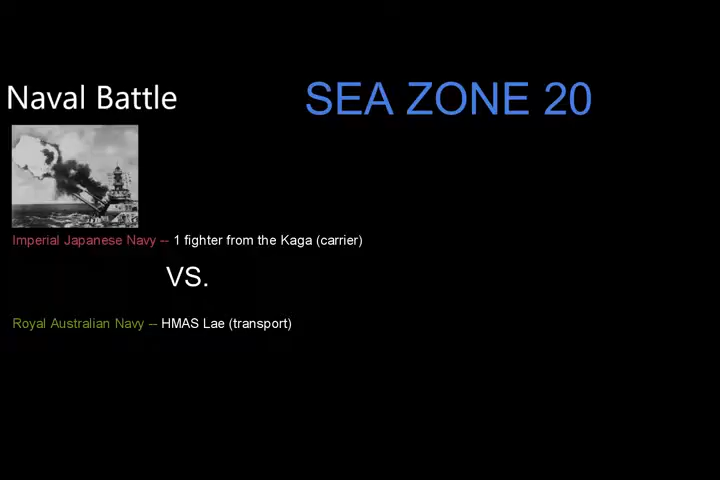 Naval Battle
SEA ZONE 20
Imperial Japanese Navy -- 1 fighter from the Kaga (carrier)
VS.
Royal Australian Navy -- HMAS Lae (transport)